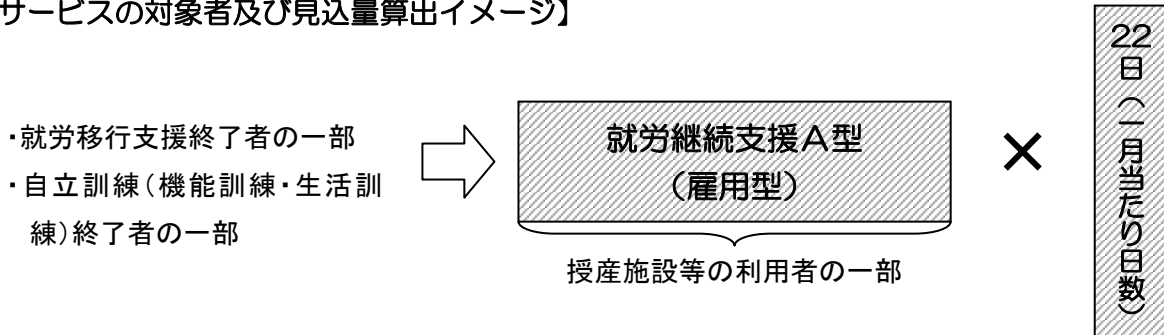 サービスの対象者及び見込量算出イメージ】
・就労移行支援終了者の一部
・自立訓練（機能訓練・生活訓
練）終了者の一部
就労継続支援Ａ型
（雇用型）
授産施設等の利用者の一部
×
22日（一月当たり日数）